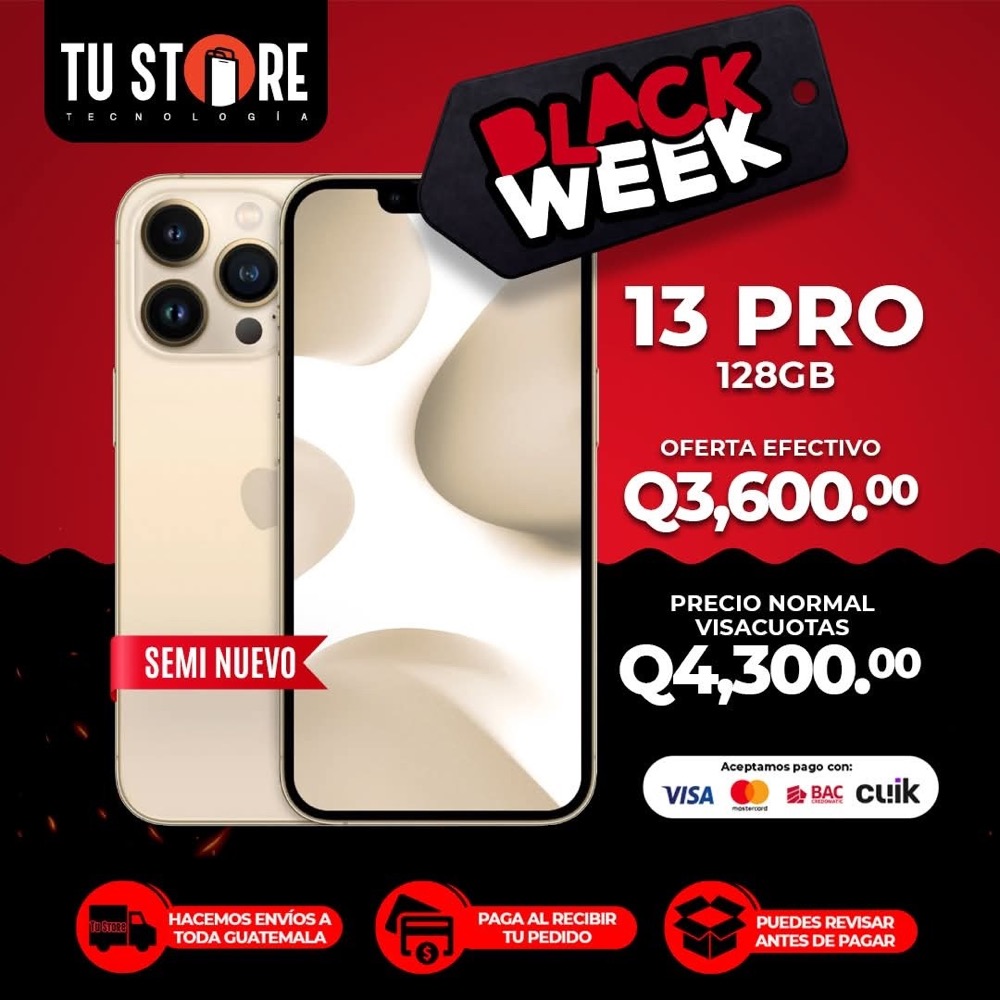 TU STORE
TECNOLOGÍA
BLACK
WEEK
13 PRO
128GB
OFERTA EFECTIVO
Q3,600.00
PRECIO NORMAL
VISACUOTAS
Q4,300.00
SEMI NUEVO
Aceptamos pago con:
VISA mastercard BAC CREDOMATIC cuik
Tu Store
HACEMOS ENVÍOS A
TODA GUATEMALA
$
PAGA AL RECIBIR
TU PEDIDO
PUEDES REVISAR
ANTES DE PAGAR